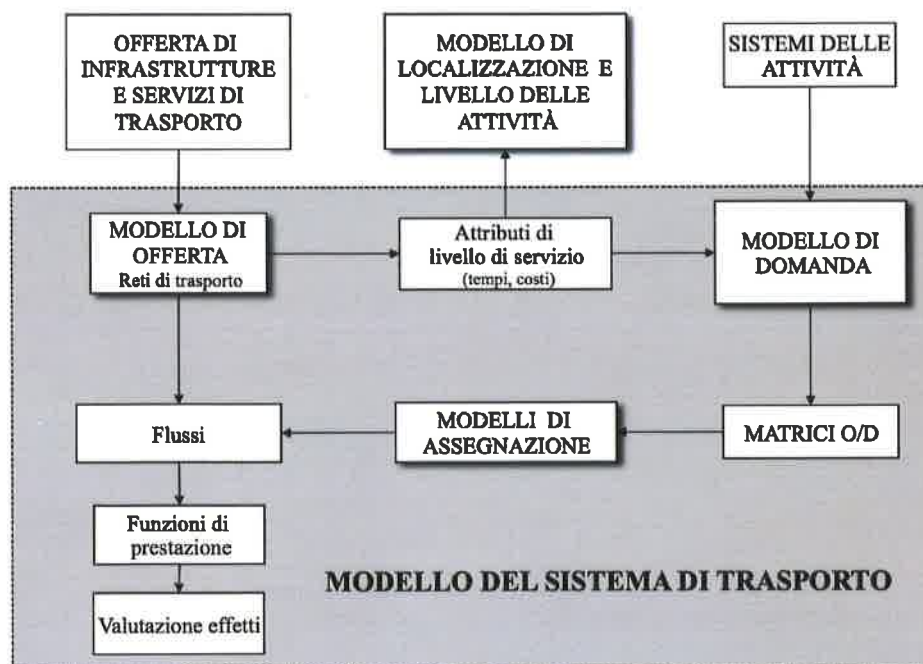 OFFERTA DI
INFRASTRUTTURE
E SERVIZI DI
TRASPORTO
MODELLO DI
LOCALIZZAZIONE E
LIVELLO DELLE
ATTIVITÀ
SISTEMI DELLE
ATTIVITÀ
MODELLO DI
OFFERTA
Reti di trasporto
Attributi di
livello di servizio
(tempi, costi)
MODELLO DI
DOMANDA
Flussi
MODELLI DI
ASSEGNAZIONE
MATRICI O/D
Funzioni di
prestazione
MODELLO DEL SISTEMA DI TRASPORTO
Valutazione effetti